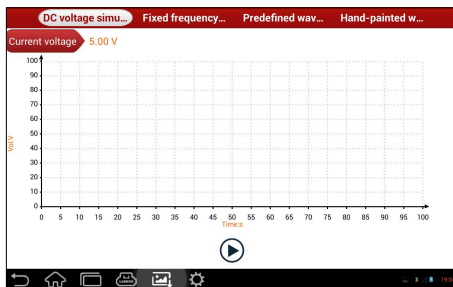 DC voltage simu... Fixed frequency... Predefined wav... Hand-painted w...
Current voltage 5.00 V
100
90
80
70
60
50
40
30
20
10
0
Vol:V
0 5 10 15 20 25 30 35 40 45 50 55 60 65 70 75 80 85 90 95 100
Time:s